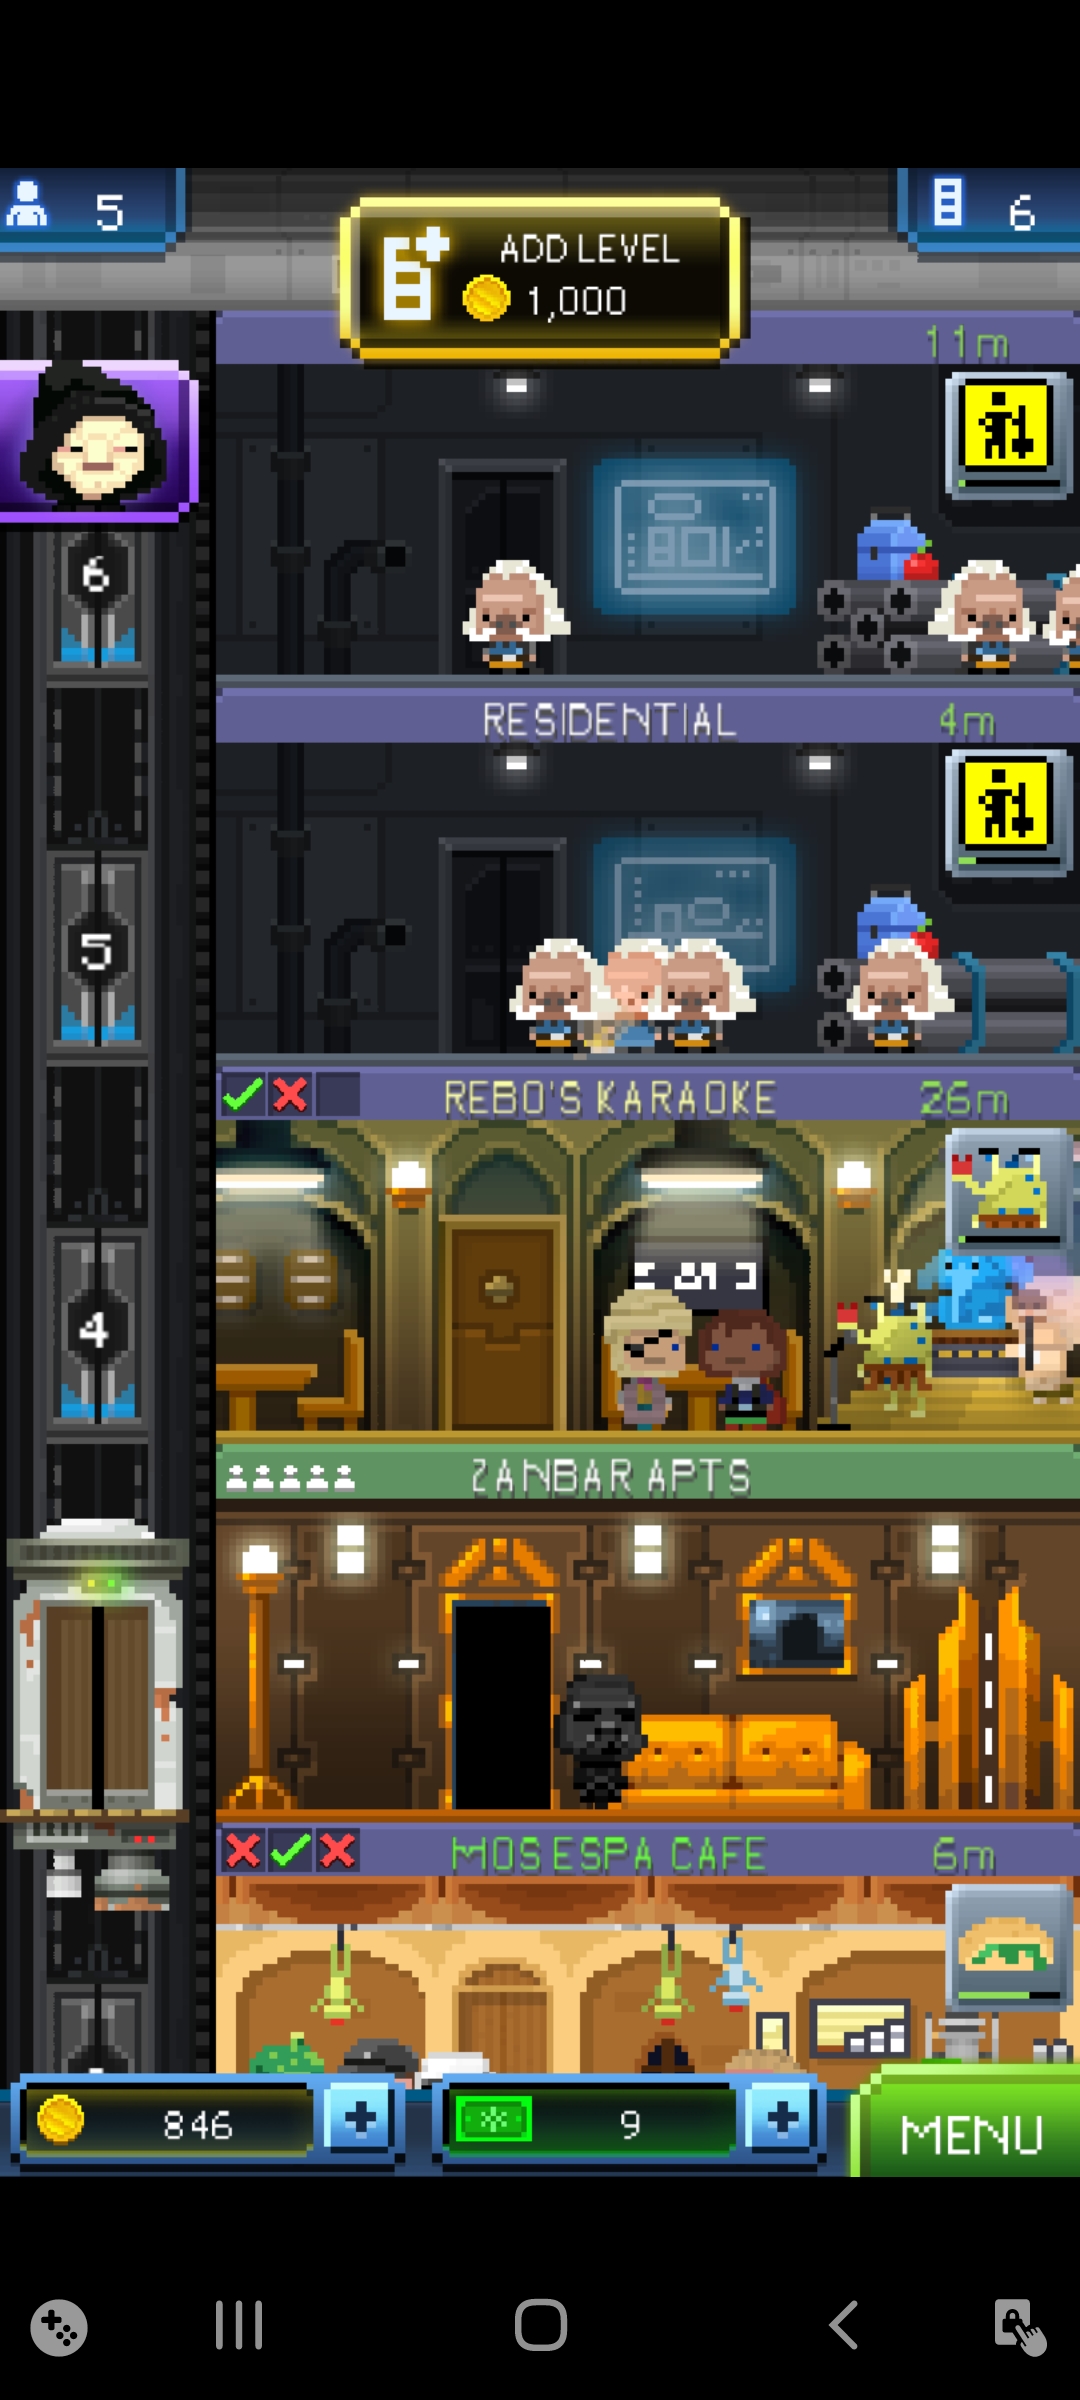 5
6
ADD LEVEL
1,000
11m
6
RESIDENTIAL
4m
5
REBO'S KARAOKE
26m
4
ZANBAR APTS
MOS ESPA CAFE
6m
846
9
MENU